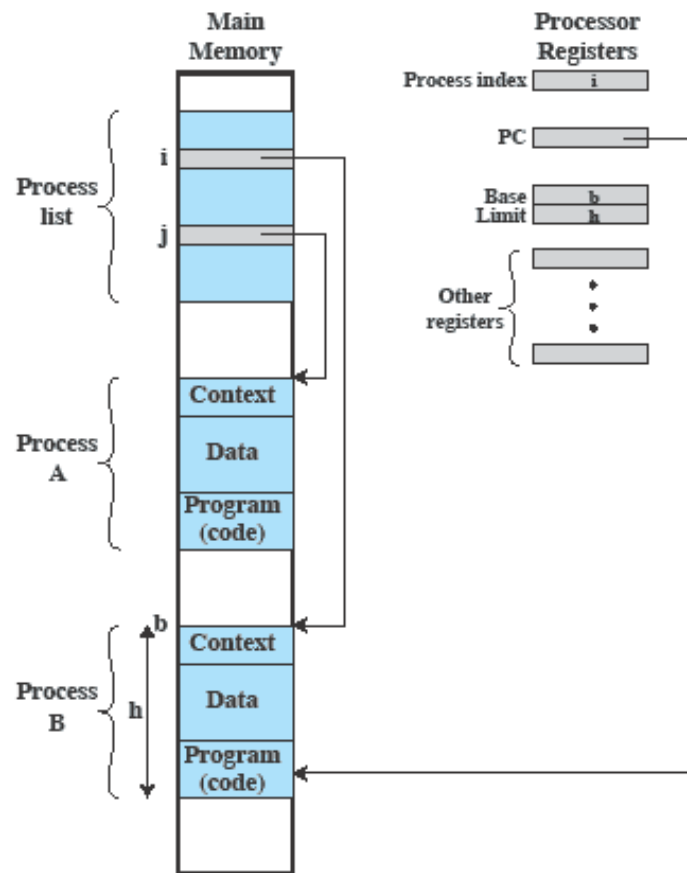 Main
Memory
Processor
Registers
Process index
i
PC
Base
b
Limit
h
Other
registers
Process
list
i
j
Process
A
Context
Data
Program
(code)
Process
B
b
h
Context
Data
Program
(code)